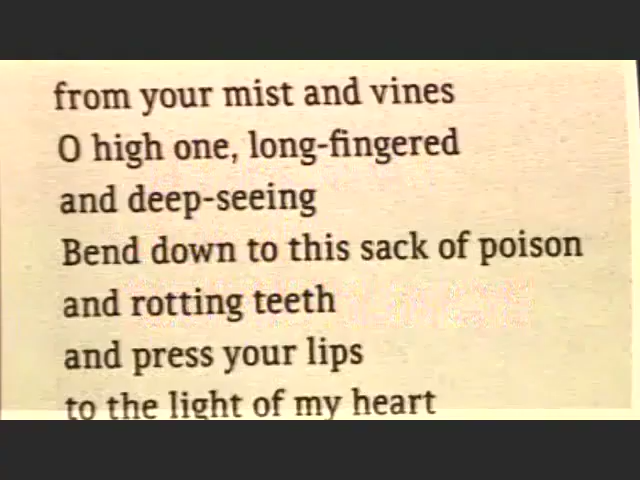 from your mist and vines
O high one, long-fingered
and deep-seeing
Bend down to this sack of poison
and rotting teeth
and press your lips
to the light of my heart